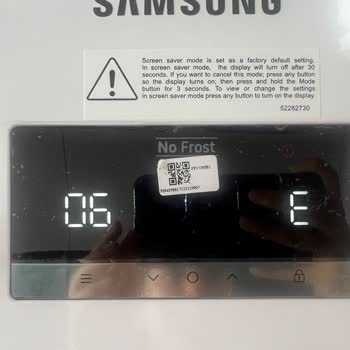 SAMSUNG
Screen saver mode is set as a factory default setting.
In screen saver mode, the display will turn off after 30
seconds. If you want to cancel this mode; press any button
so the display turns on, then press and hold the Mode
button for 3 seconds. To view or change the settings
in screen saver mode press any button to turn on the display.
52282730
No Frost
06 E